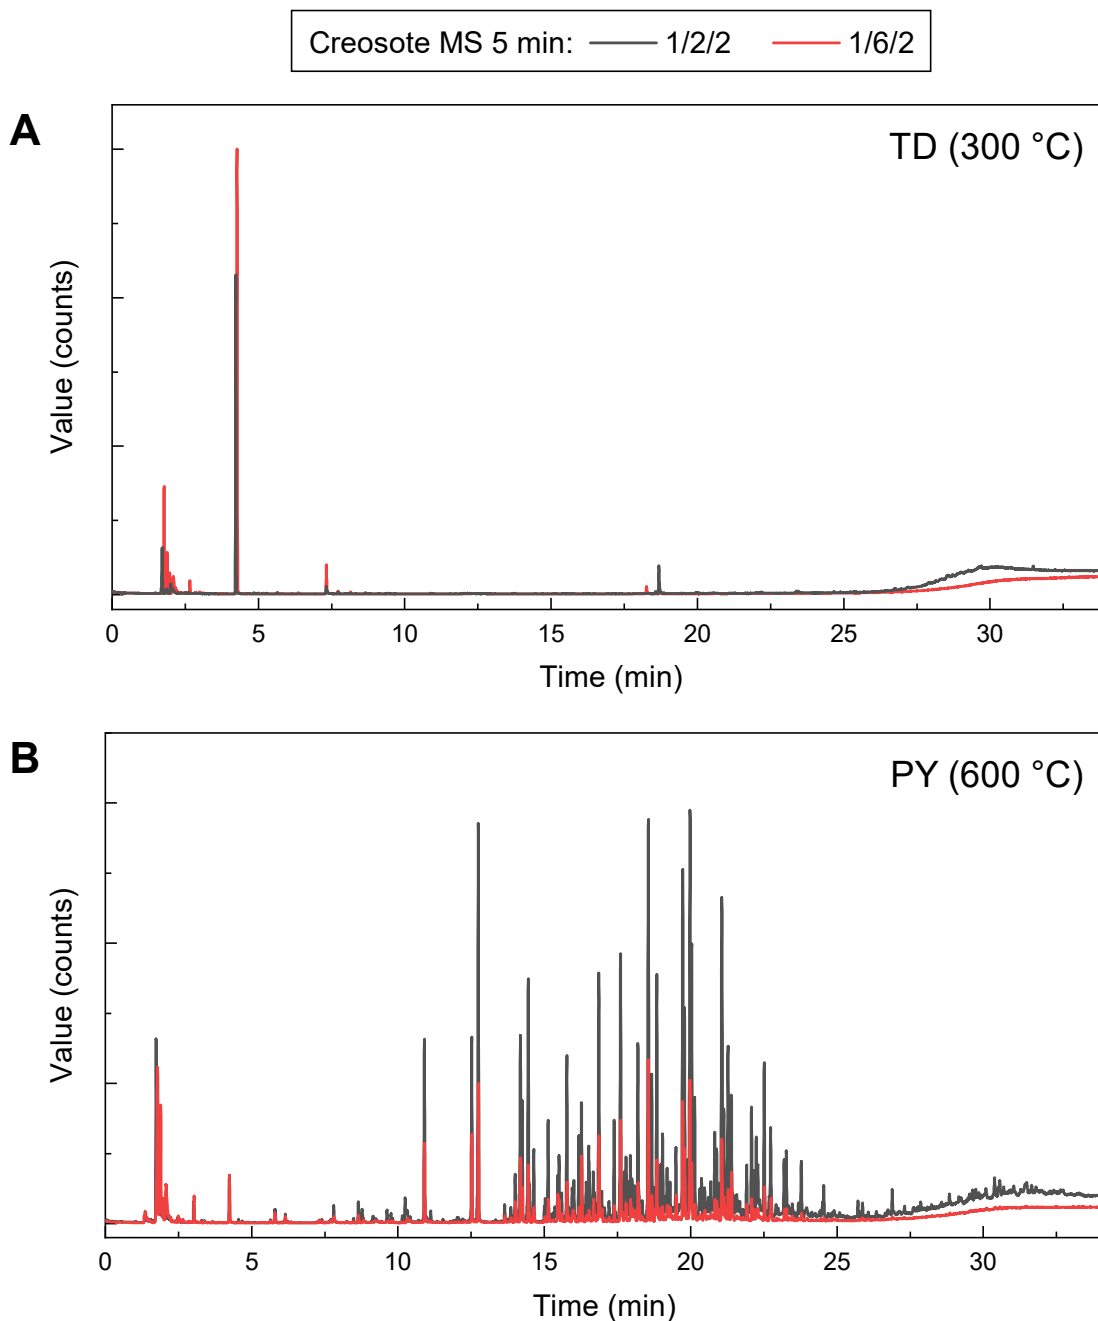 Creosote MS 5 min: 1/2/2 1/6/2
A
TD (300 °C)
Value (counts)
0 5 10 15 20 25 30
Time (min)
B
PY (600 °C)
Value (counts)
0 5 10 15 20 25 30
Time (min)